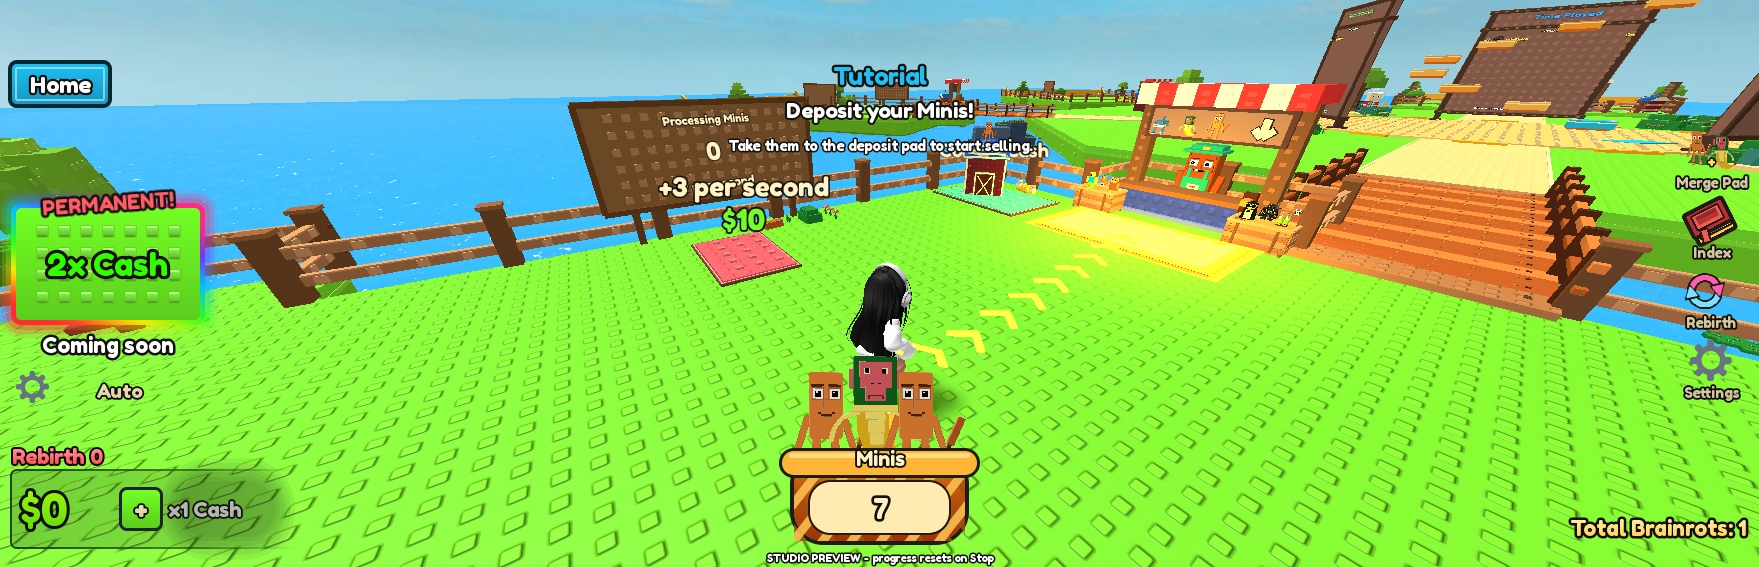 Time Played
Home
Tutorial
Deposit your Minis!
Take them to the deposit pad to start selling.
Processing Minis
0
+3 per second
$10
PERMANENT!
2x Cash
Coming soon
Auto
Merge Pad
Index
Rebirth
Settings
Rebirth 0
$0
+
x1 Cash
Minis
7
STUDIO PREVIEW - progress resets on Stop
Total Brainrots: 1